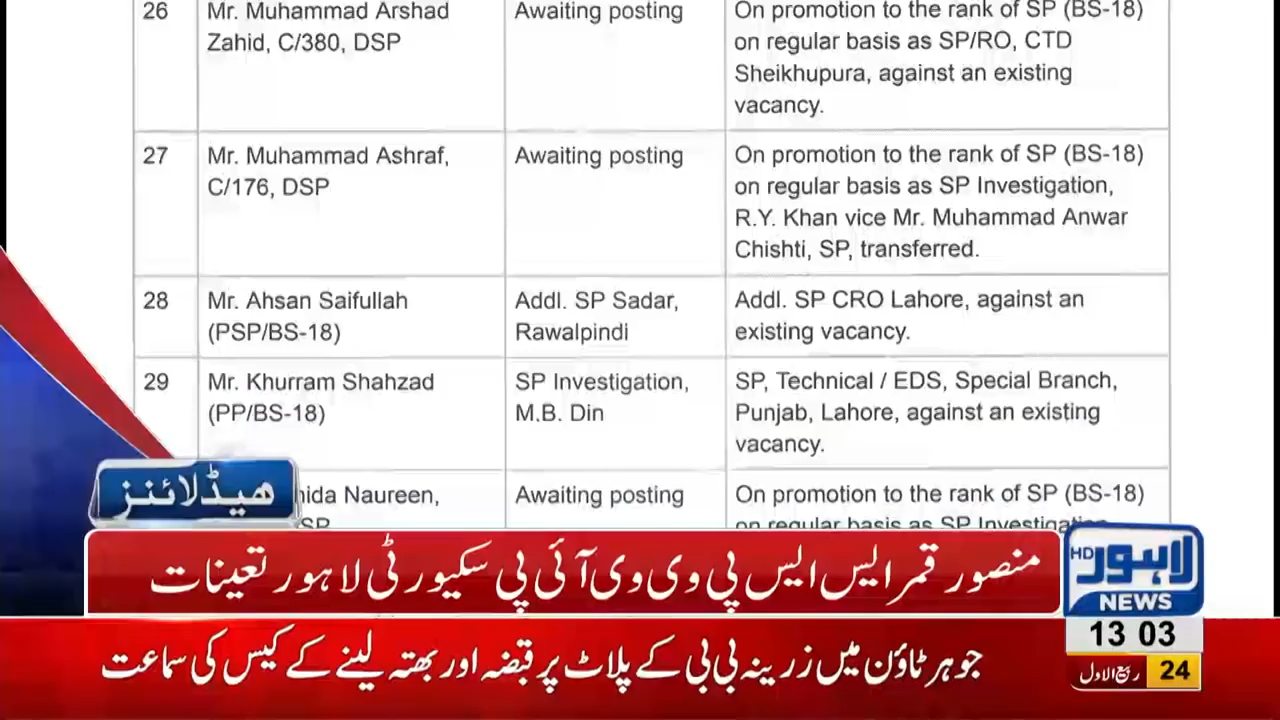 26
Mr. Muhammad Arshad
Zahid, C/380, DSP
Awaiting posting
On promotion to the rank of SP (BS-18)
on regular basis as SP/RO, CTD
Sheikhupura, against an existing
vacancy.
27
Mr. Muhammad Ashraf,
C/176, DSP
Awaiting posting
On promotion to the rank of SP (BS-18)
on regular basis as SP Investigation,
R.Y. Khan vice Mr. Muhammad Anwar
Chishti, SP, transferred.
28
Mr. Ahsan Saifullah
(PSP/BS-18)
Addl. SP Sadar,
Rawalpindi
Addl. SP CRO Lahore, against an
existing vacancy.
29
Mr. Khurram Shahzad
(PP/BS-18)
SP Investigation,
M.B. Din
SP, Technical / EDS, Special Branch,
Punjab, Lahore, against an existing
vacancy.
Naureen,
Awaiting posting
On promotion to the rank of SP (BS-18)
on regular basis as SP Investigation,
ہیڈلائنز
منصور قمر ایس ایس پی وی وی آئی پی سکیورٹی لاہور تعینات
جوہر ٹاؤن میں زرینہ بی بی کے پلاٹ پر قبضہ اور بھتہ لینے کے کیس کی سماعت
HD لاہور
NEWS
13 03
24 ربیع الاول